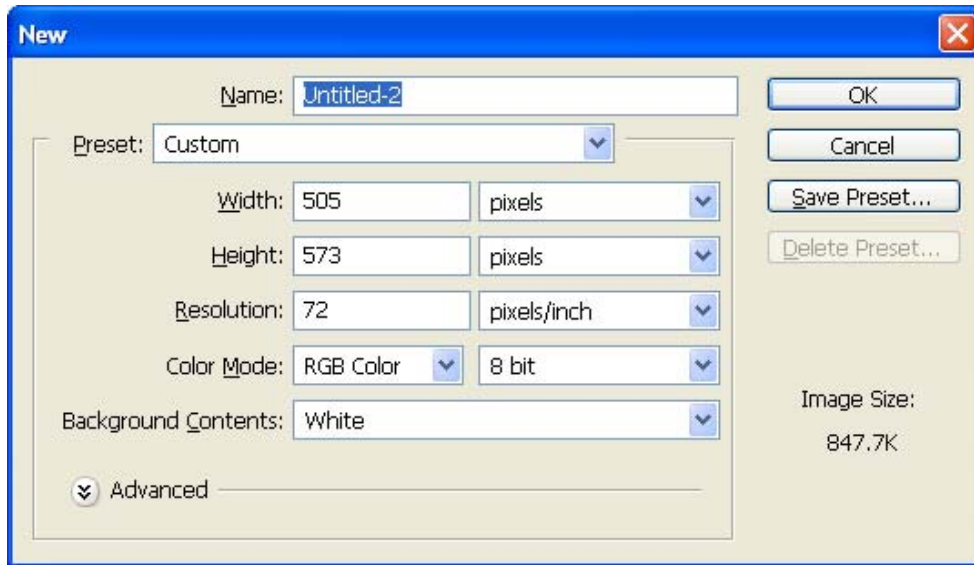 New
Name: Untitled-2
OK
Preset: Custom
Cancel
Width: 505 pixels
Save Preset...
Height: 573 pixels
Delete Preset...
Resolution: 72 pixels/inch
Color Mode: RGB Color 8 bit
Image Size:
Background Contents: White
847.7K
Advanced